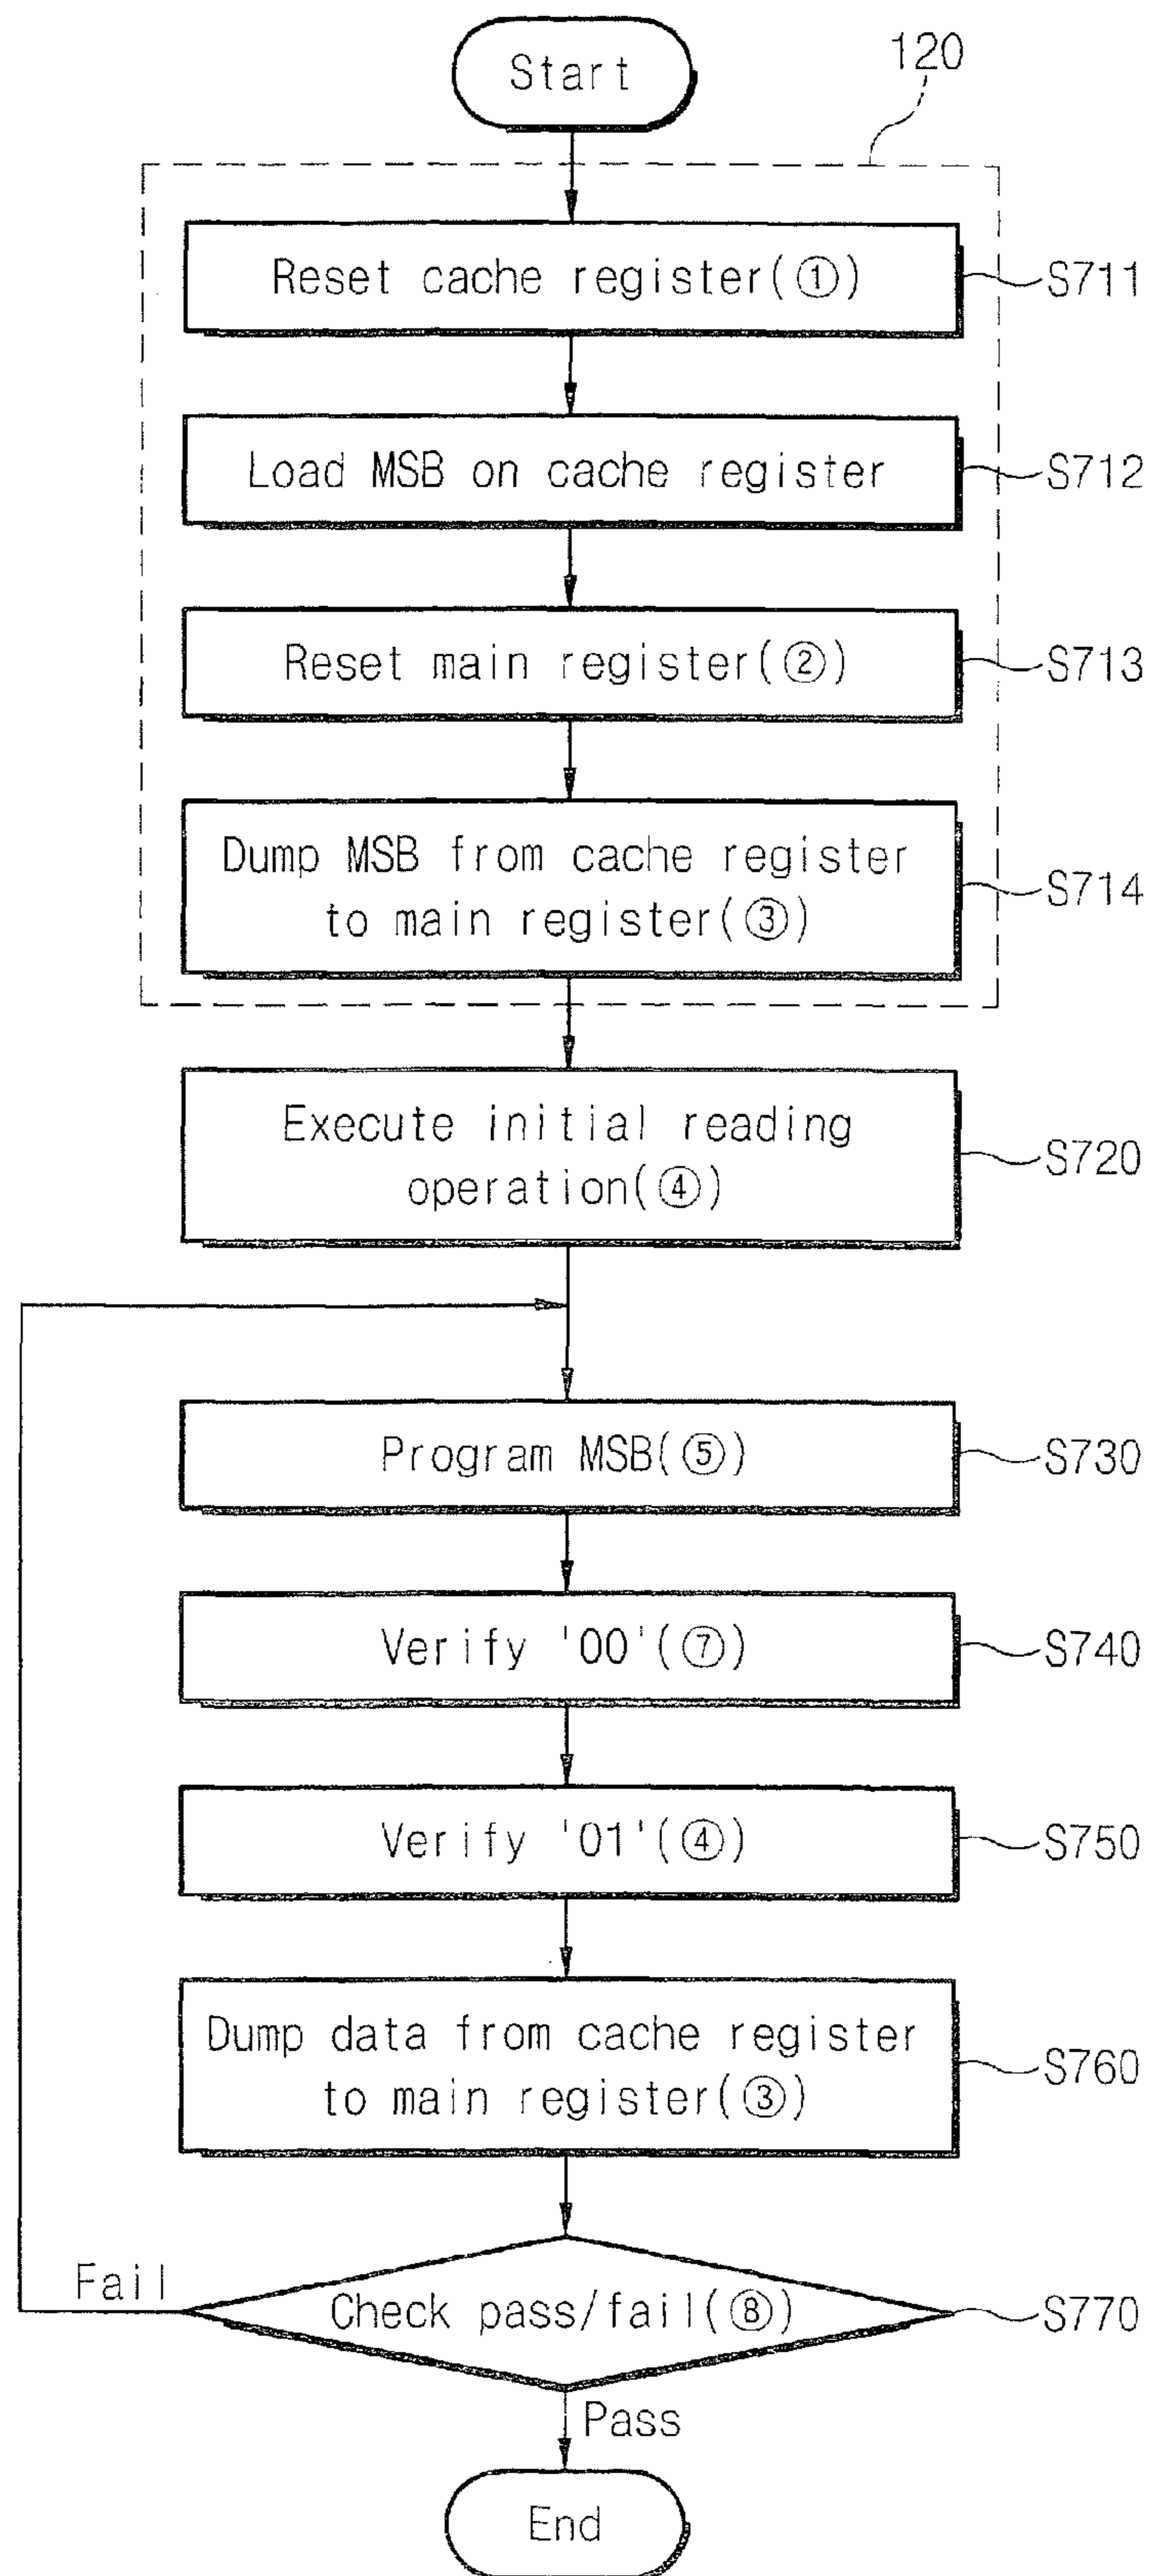 Start
120
Reset cache register(①)
S711
Load MSB on cache register
S712
Reset main register(②)
S713
Dump MSB from cache register
to main register(③)
S714
Execute initial reading
operation(④)
S720
Program MSB(⑤)
S730
Verify '00'(⑦)
S740
Verify '01'(④)
S750
Dump data from cache register
to main register(③)
S760
Fail
Check pass/fail(⑧)
S770
Pass
End